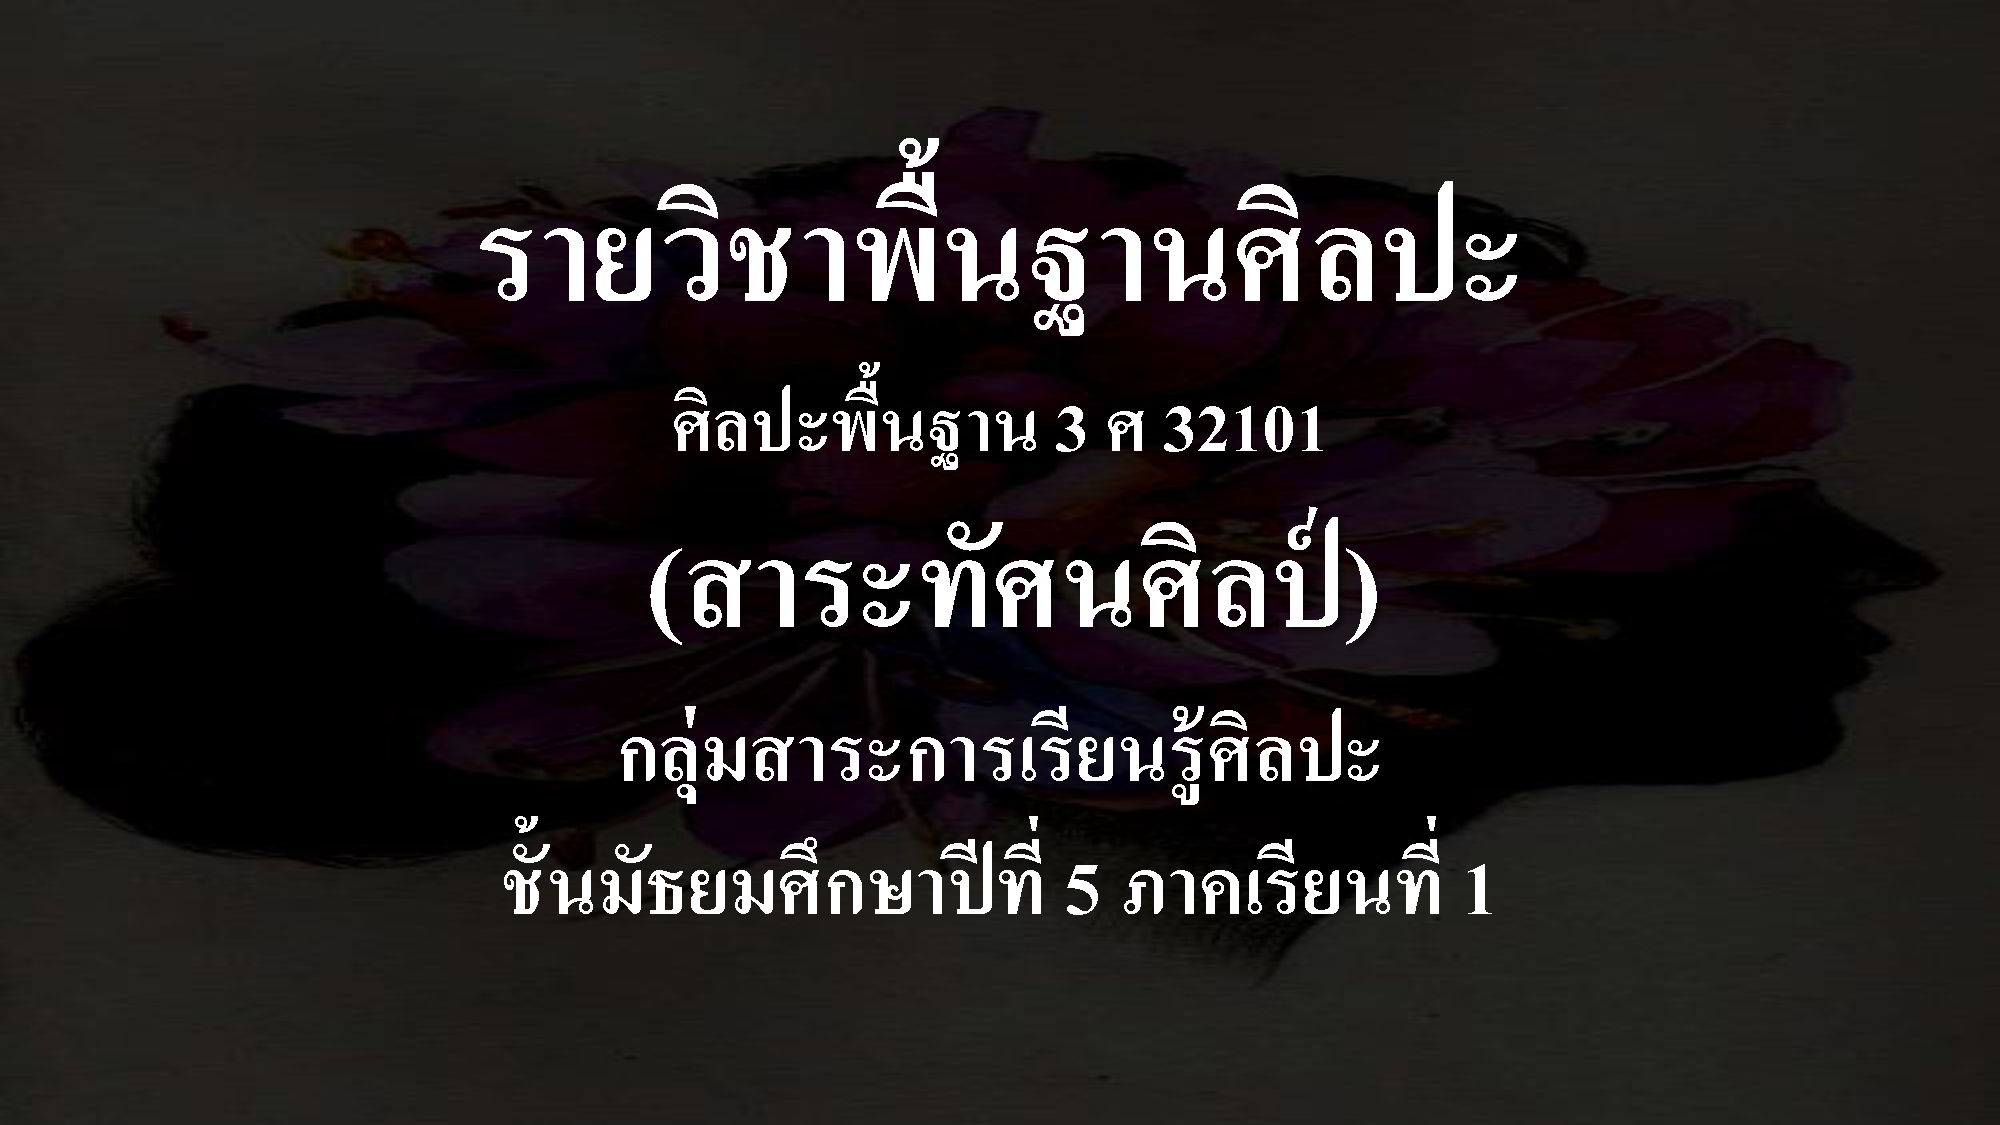 รายวิชาพื้นฐานศิลปะ
ศิลปะพื้นฐาน 3 ศ 32101
(สาระทัศนศิลป์)
กลุ่มสาระการเรียนรู้ศิลปะ
ชั้นมัธยมศึกษาปีที่ 5 ภาคเรียนที่ 1